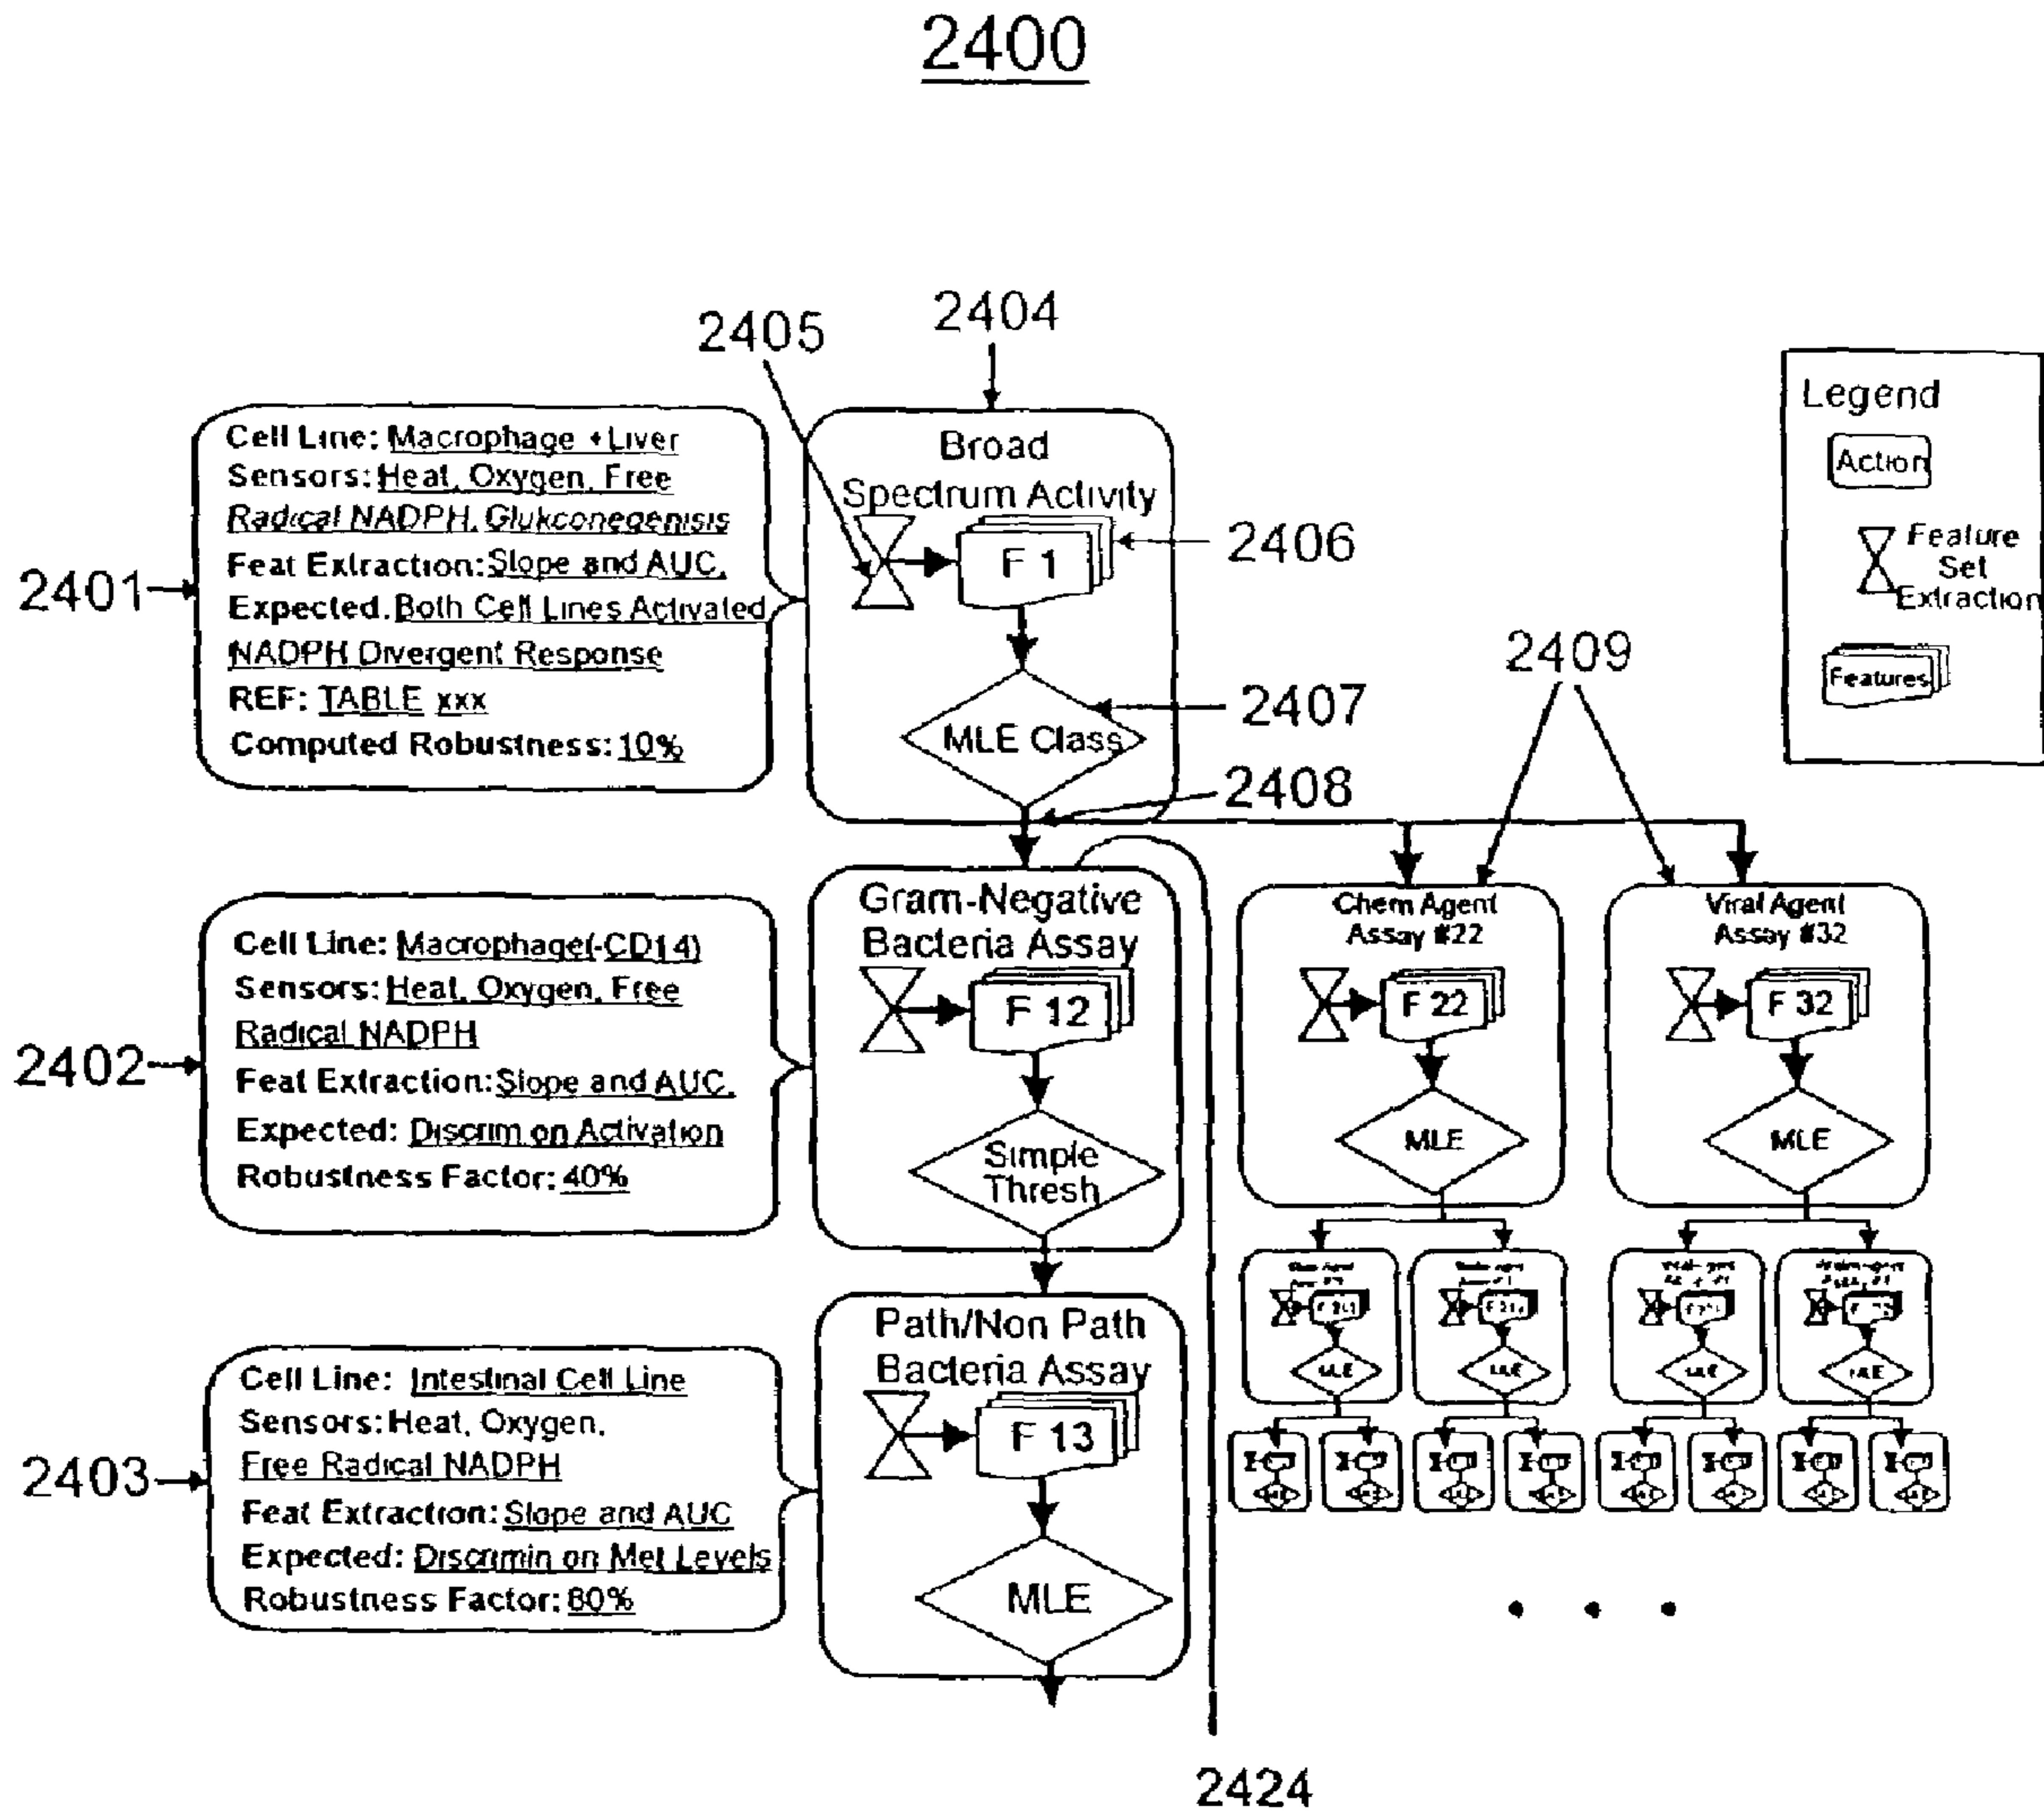 2400
2404
2405
Cell Line: Macrophage +Liver
Sensors: Heat, Oxygen, Free
Radical NADPH, Glukconegenisis
Feat Extraction: Slope and AUC,
Expected. Both Cell Lines Activated
NADPH Divergent Response
REF: TABLE xxx
Computed Robustness: 10%
2401
Broad
Spectrum Activity
F 1
2406
MLE Class
2407
2408
2409
Legend
Action
Feature
Set
Extraction
Features
Cell Line: Macrophage(-CD14)
Sensors: Heat, Oxygen, Free
Radical NADPH
Feat Extraction: Slope and AUC,
Expected: Discrim on Activation
Robustness Factor: 40%
2402
Gram-Negative
Bacteria Assay
F 12
Simple
Thresh
Chem Agent
Assay #22
F 22
MLE
Viral Agent
Assay #32
F 32
MLE
Cell Line: Intestinal Cell Line
Sensors: Heat, Oxygen,
Free Radical NADPH
Feat Extraction: Slope and AUC
Expected: Discrimin on Met Levels
Robustness Factor: 80%
2403
Path/Non Path
Bacteria Assay
F 13
MLE
MLE
MLE
MLE
MLE
. . .
2424